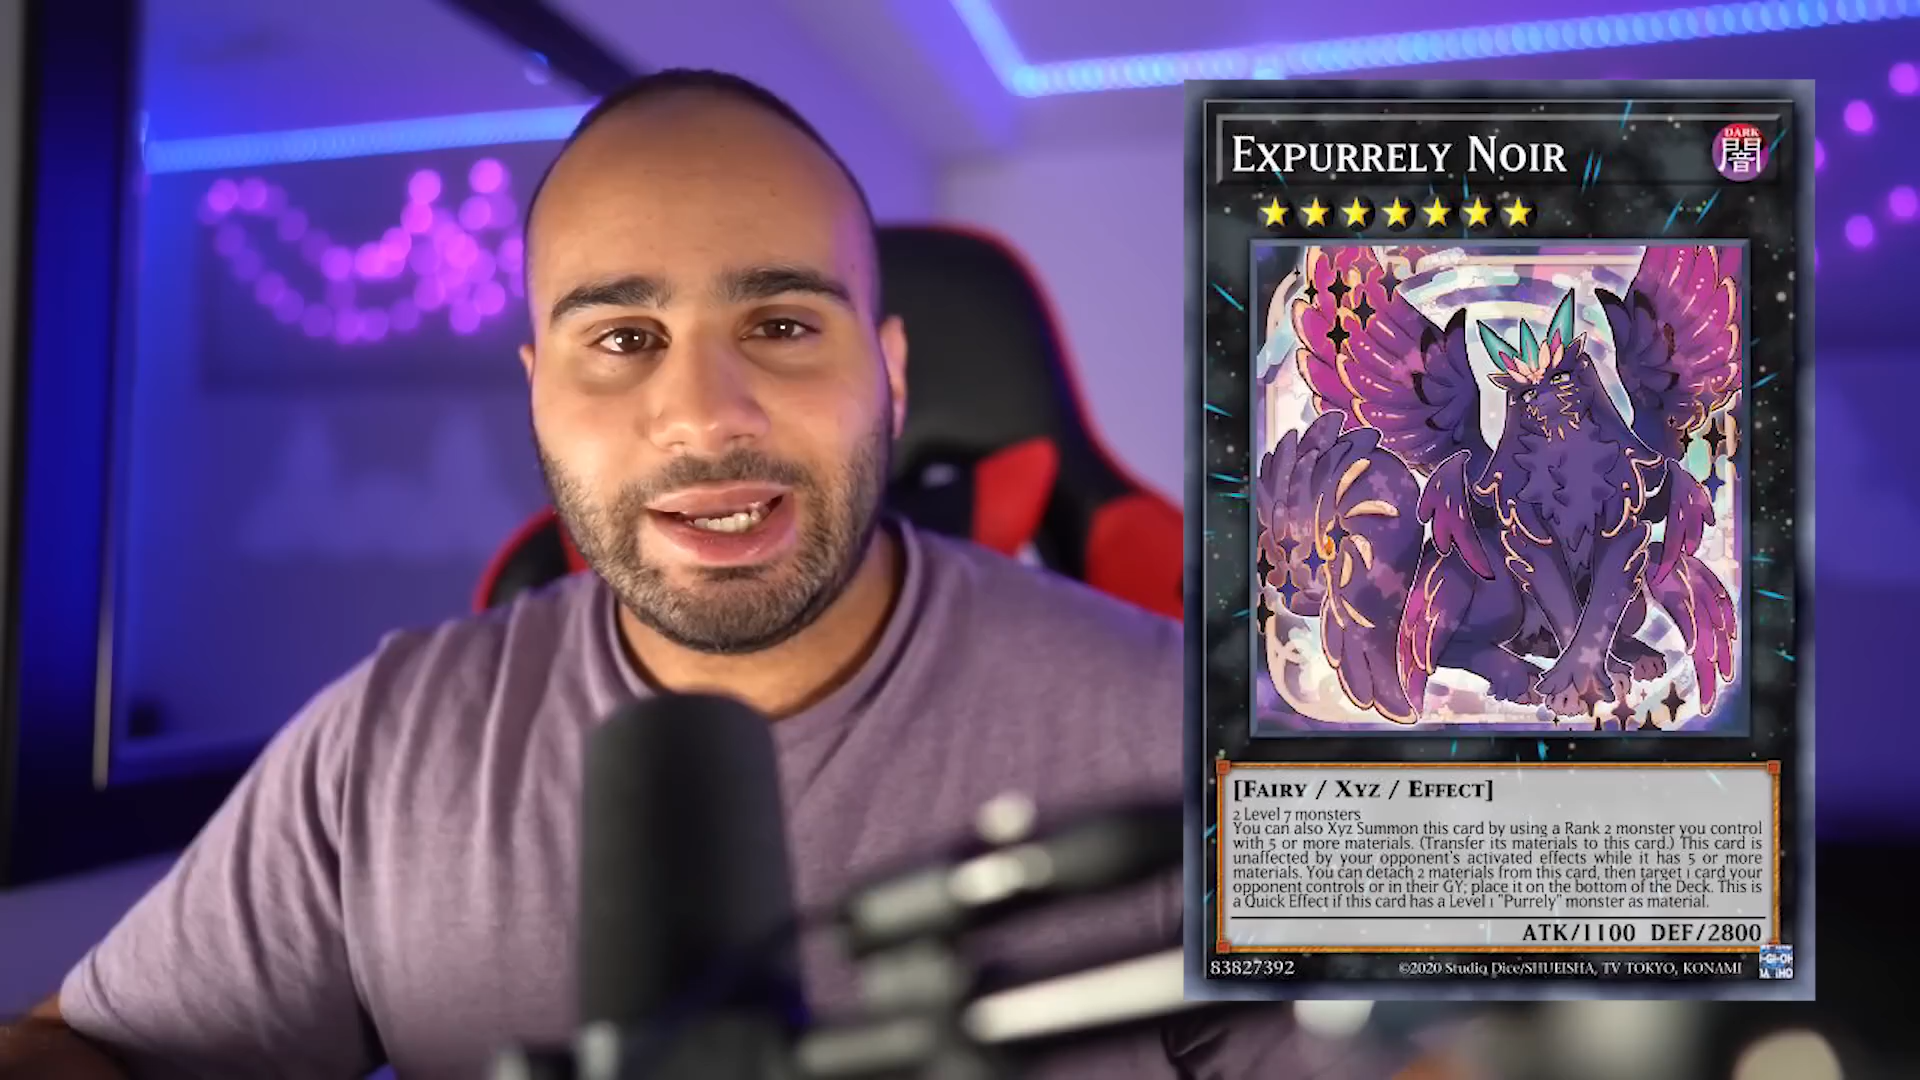 EXPURRELY NOIR
DARK
闇
[FAIRY / XYZ / EFFECT]
2 Level 7 monsters
You can also Xyz Summon this card by using a Rank 2 monster you control
with 5 or more materials. (Transfer its materials to this card.) This card is
unaffected by your opponent's activated effects while it has 5 or more
materials. You can detach 2 materials from this card, then target 1 card your
opponent controls or in their GY; place it on the bottom of the Deck. This is
a Quick Effect if this card has a Level 1 "Purrely" monster as material.
ATK/1100 DEF/2800
83827392
©2020 Studio Dice/SHUEISHA, TV TOKYO, KONAMI